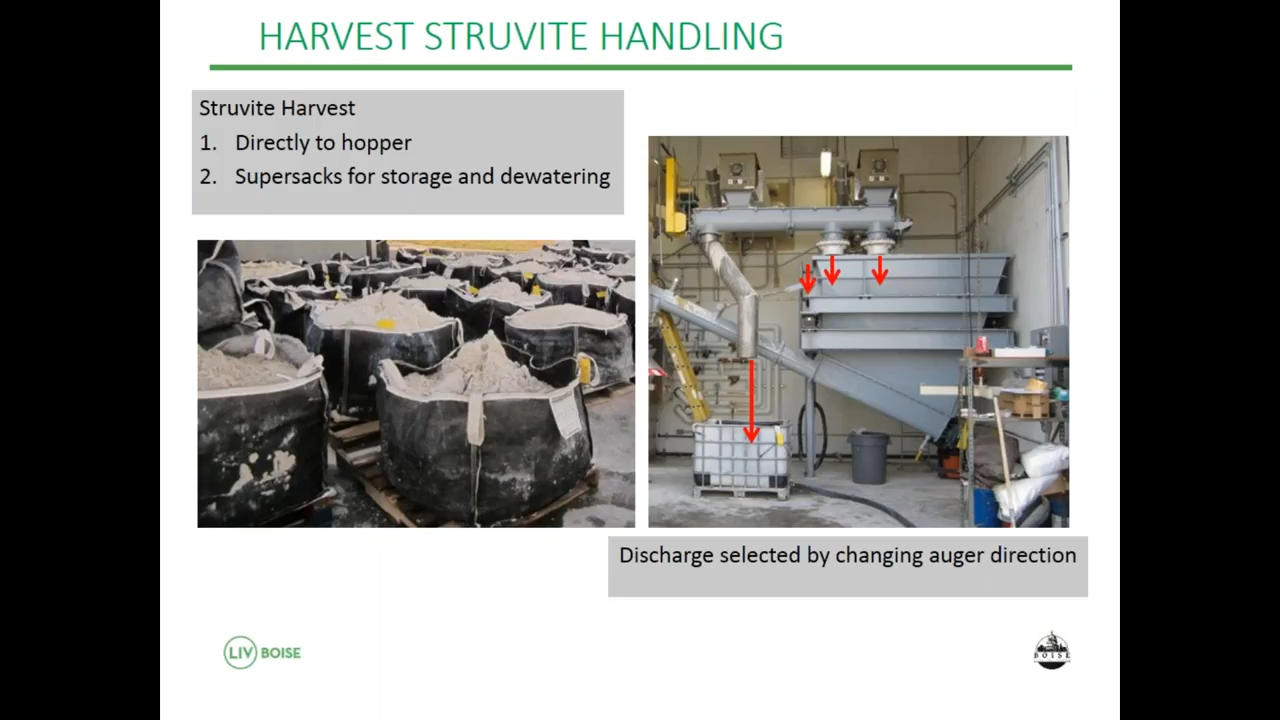 HARVEST STRUVITE HANDLING
Struvite Harvest
1. Directly to hopper
2. Supersacks for storage and dewatering
Discharge selected by changing auger direction
LIV BOISE
BOISE